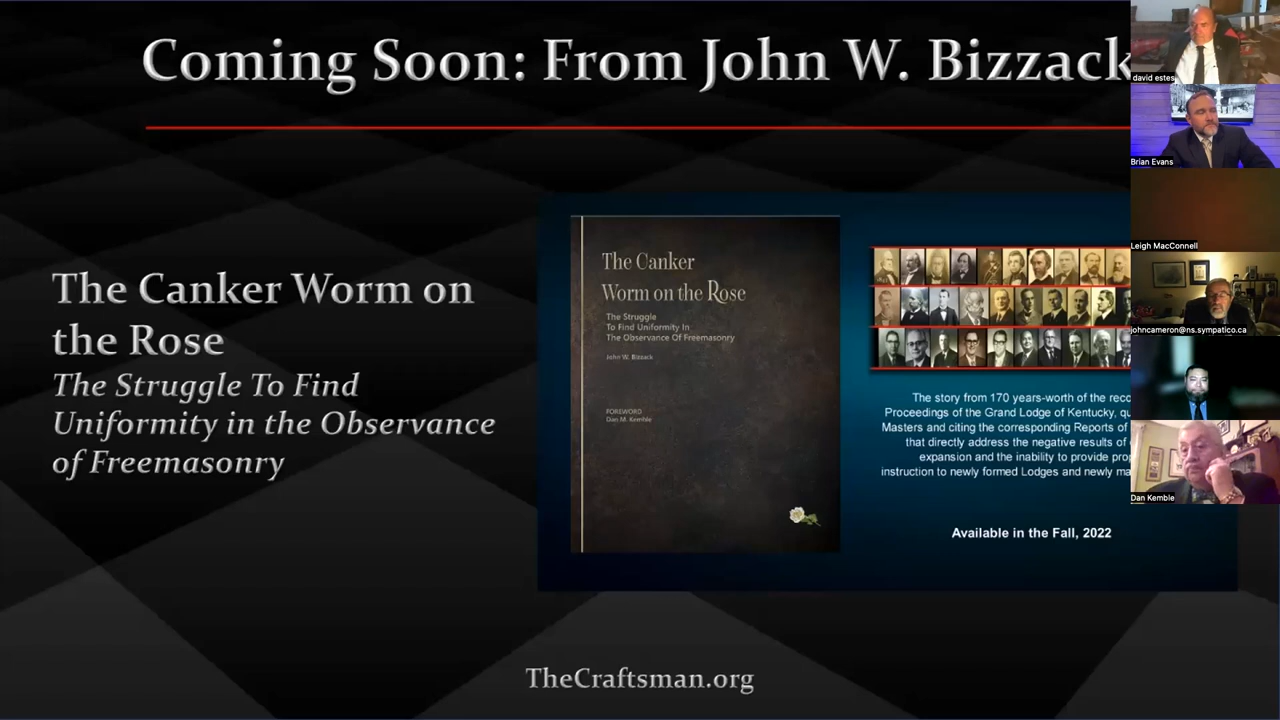 Coming Soon: From John W. Bizzack
The Canker Worm on
the Rose
The Struggle To Find
Uniformity in the Observance
of Freemasonry
The Canker
Worm on the Rose
The Struggle
To Find Uniformity In
The Observance Of Freemasonry
John W. Bizzack
FOREWORD
Dan M. Kemble
The story from 170 years-worth of the
Proceedings of the Grand Lodge of Kentucky,
Masters and citing the corresponding Reports of
that directly address the negative results of
expansion and the inability to provide
instruction to newly formed Lodges and newly
Available in the Fall, 2022
TheCraftsman.org
david estes
Brian Evans
Leigh MacConnell
johncameron@ns.sympatico.ca
Dan Kemble